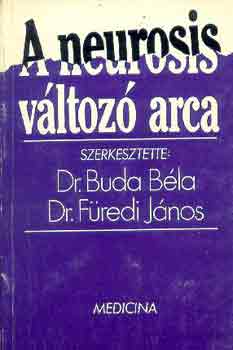 A neurosis
változó arca
SZERKESZTETTE:
Dr. Buda Béla
Dr. Füredi János
MEDICINA